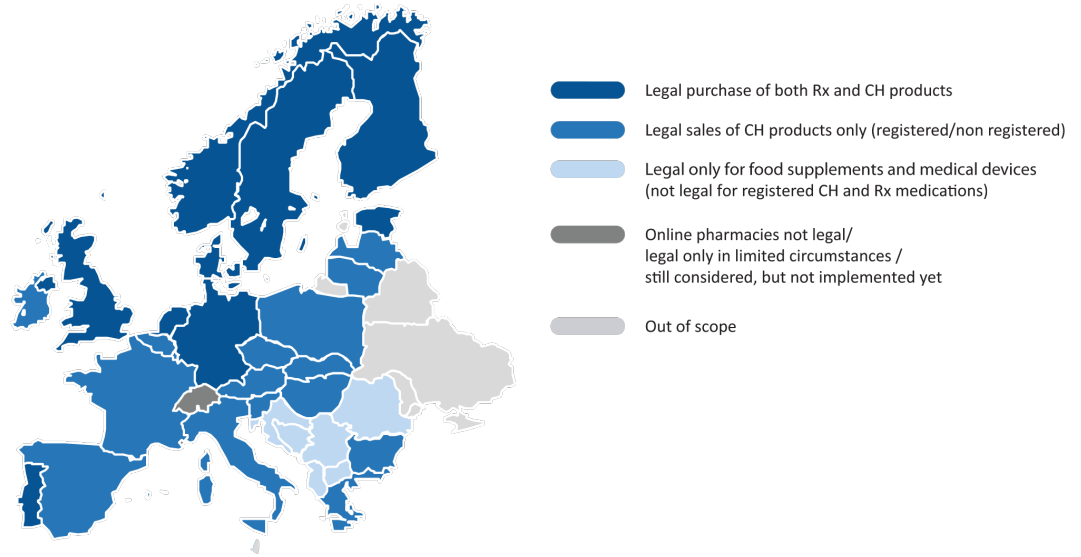 Legal purchase of both Rx and CH products
Legal sales of CH products only (registered/non registered)
Legal only for food supplements and medical devices
(not legal for registered CH and Rx medications)
Online pharmacies not legal/
legal only in limited circumstances /
still considered, but not implemented yet
Out of scope